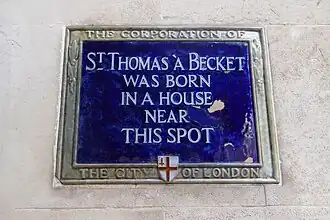 THE CORPORATION OF
ST THOMAS À BECKET
WAS BORN
IN A HOUSE
NEAR
THIS SPOT
THE CITY OF LONDON